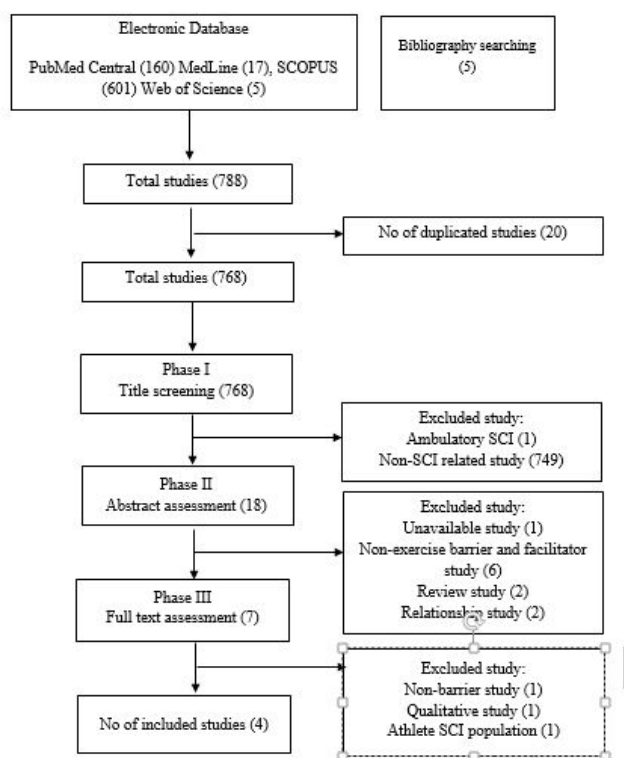 Electronic Database
PubMed Central (160) MedLine (17), SCOPUS
(601) Web of Science (5)
Bibliography searching
(5)
Total studies (788)
No of duplicated studies (20)
Total studies (768)
Phase I
Title screening (768)
Excluded study:
Ambulatory SCI (1)
Non-SCI related study (749)
Phase II
Abstract assessment (18)
Excluded study:
Unavailable study (1)
Non-exercise barrier and facilitator
study (6)
Review study (2)
Relationship study (2)
Phase III
Full text assessment (7)
Excluded study:
Non-barrier study (1)
Qualitative study (1)
Athlete SCI population (1)
No of included studies (4)